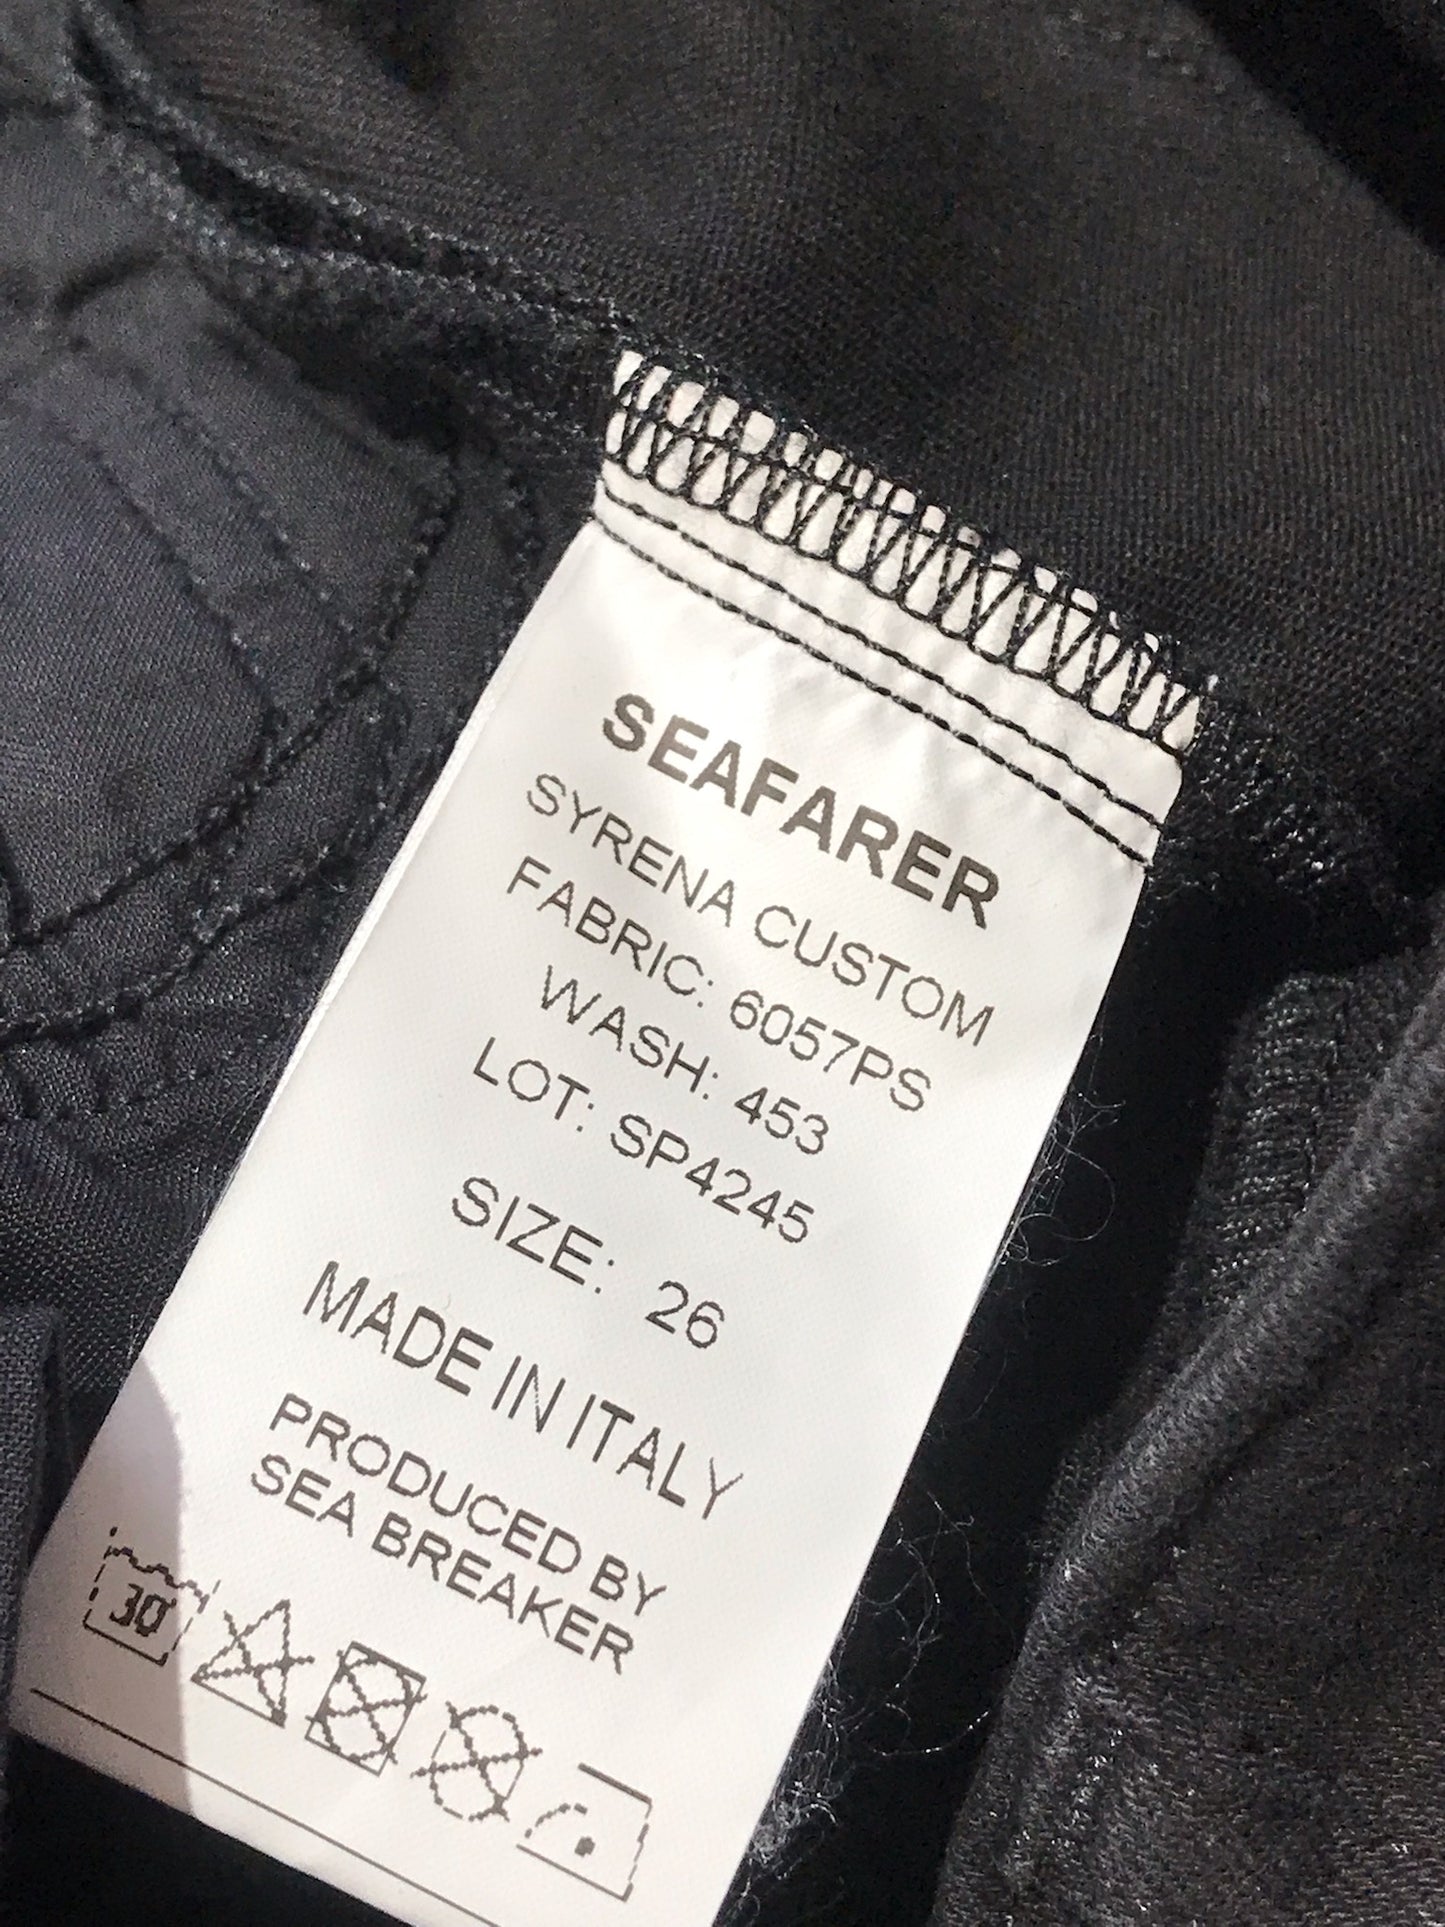 SEAFARER
SYRENA CUSTOM
FABRIC: 6057PS
WASH: 453
LOT: SP4245
SIZE: 26
MADE IN ITALY
PRODUCED BY
SEA BREAKER
30